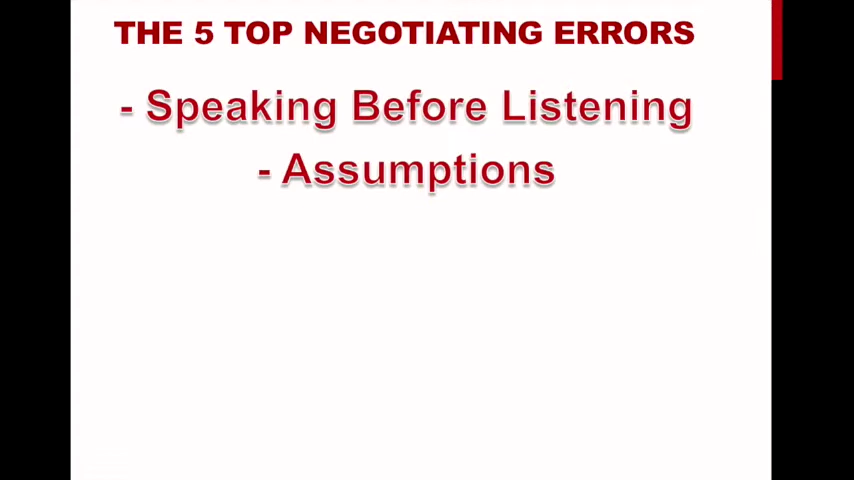 THE 5 TOP NEGOTIATING ERRORS
- Speaking Before Listening
- Assumptions